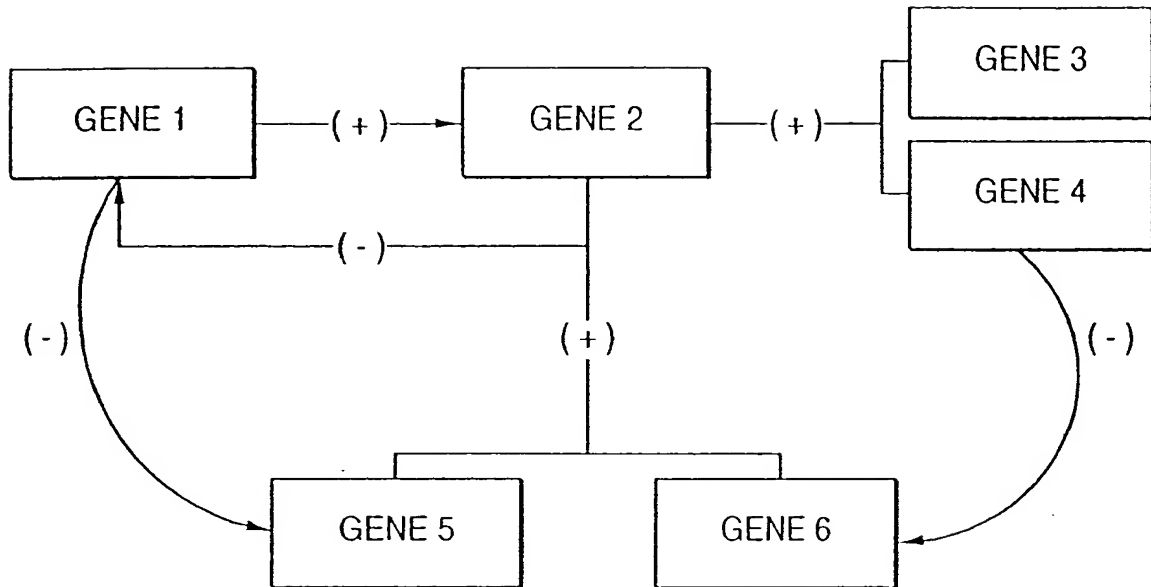 GENE 3
GENE 1
( + )
GENE 2
( + )
GENE 4
( - )
( - )
( + )
( - )
GENE 5
GENE 6